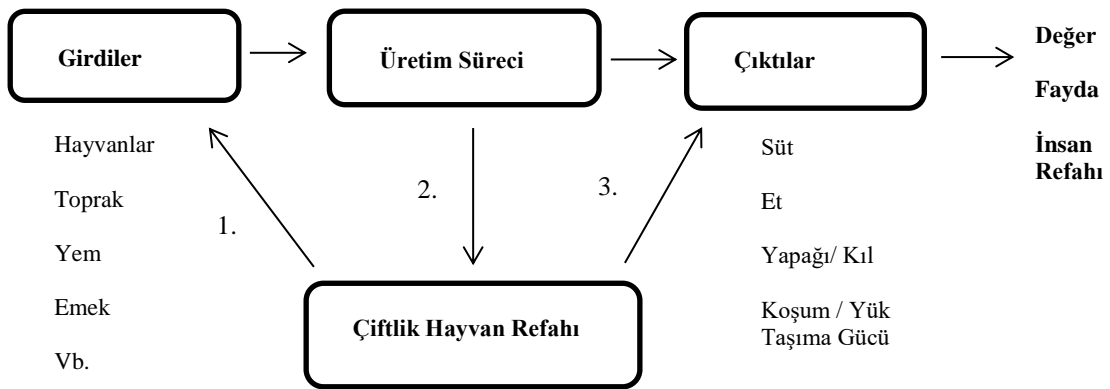 Girdiler
Üretim Süreci
Çıktılar
Değer
Fayda
İnsan
Refahı
Hayvanlar
Toprak
Yem
Emek
Vb.
1.
2.
3.
Süt
Et
Yapağı/ Kıl
Koşum / Yük
Taşıma Gücü
Çiftlik Hayvan Refahı